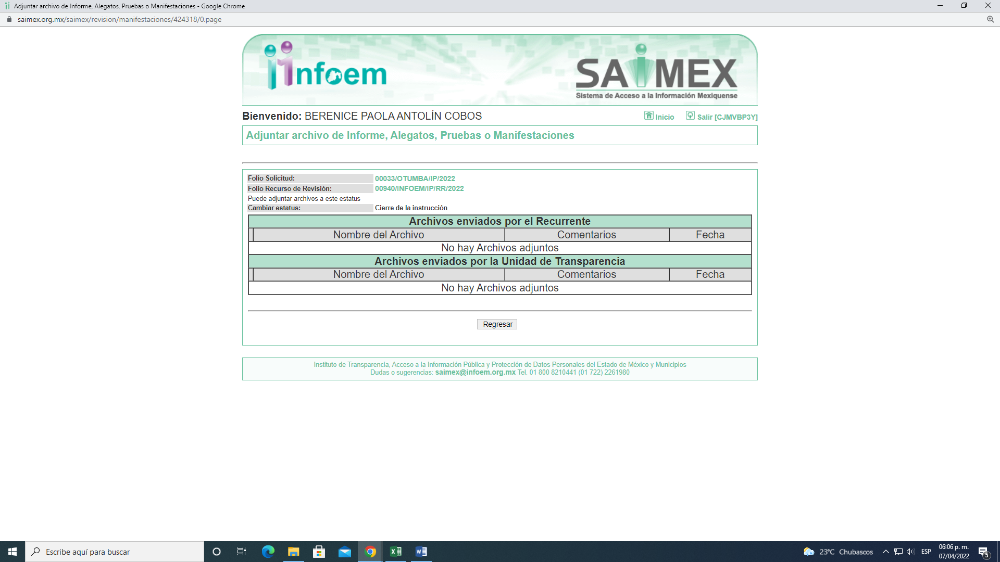 Adjuntar archivo de Informe, Alegatos, Pruebas o Manifestaciones - Google Chrome
saimex.org.mx/saimex/revision/manifestaciones/424318/0.page
infoem
SAIMEX
Sistema de Acceso a la Información Mexiquense
Bienvenido: BERENICE PAOLA ANTOLÍN COBOS Inicio Salir [CJMVBP3Y]
Adjuntar archivo de Informe, Alegatos, Pruebas o Manifestaciones
Folio Solicitud: 00033/OTUMBA/IP/2022
Folio Recurso de Revisión: 00940/INFOEM/IP/RR/2022
Puede adjuntar archivos a este estatus
Cambiar estatus: Cierre de la instrucción
Archivos enviados por el Recurrente
Nombre del Archivo Comentarios Fecha
No hay Archivos adjuntos
Archivos enviados por la Unidad de Transparencia
Nombre del Archivo Comentarios Fecha
No hay Archivos adjuntos
Regresar
Instituto de Transparencia, Acceso a la Información Pública y Protección de Datos Personales del Estado de México y Municipios
Dudas o sugerencias: saimex@infoem.org.mx Tel. 01 800 8210441 (01 722) 2261980
Escribe aquí para buscar
23°C Chubascos
ESP
06:06 p. m.
07/04/2022
5